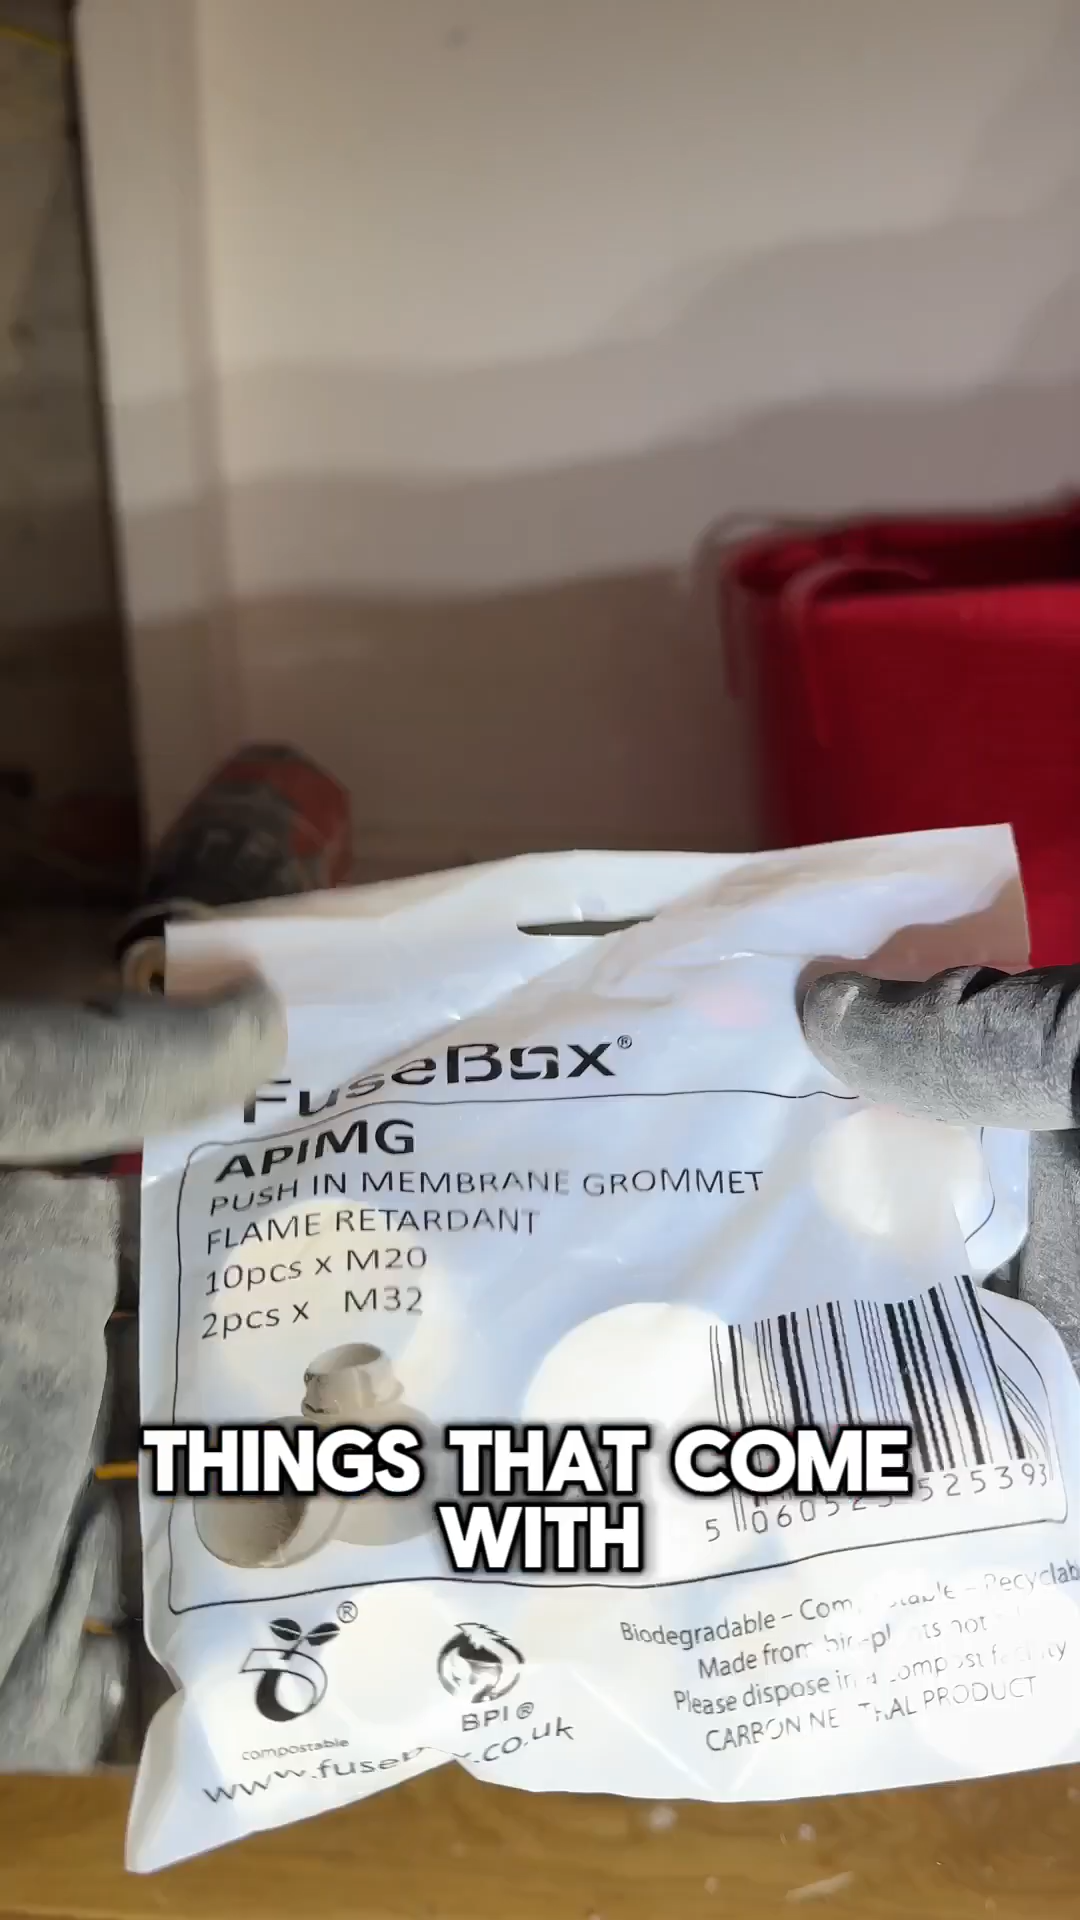 FuseBox®
APIMG
PUSH IN MEMBRANE GROMMET
FLAME RETARDANT
10pcs x M20
2pcs x M32
THINGS THAT COME
WITH
®
compostable
BPI®
Biodegradable –
Made from
Please dispose in
CARBON
PRODUCT